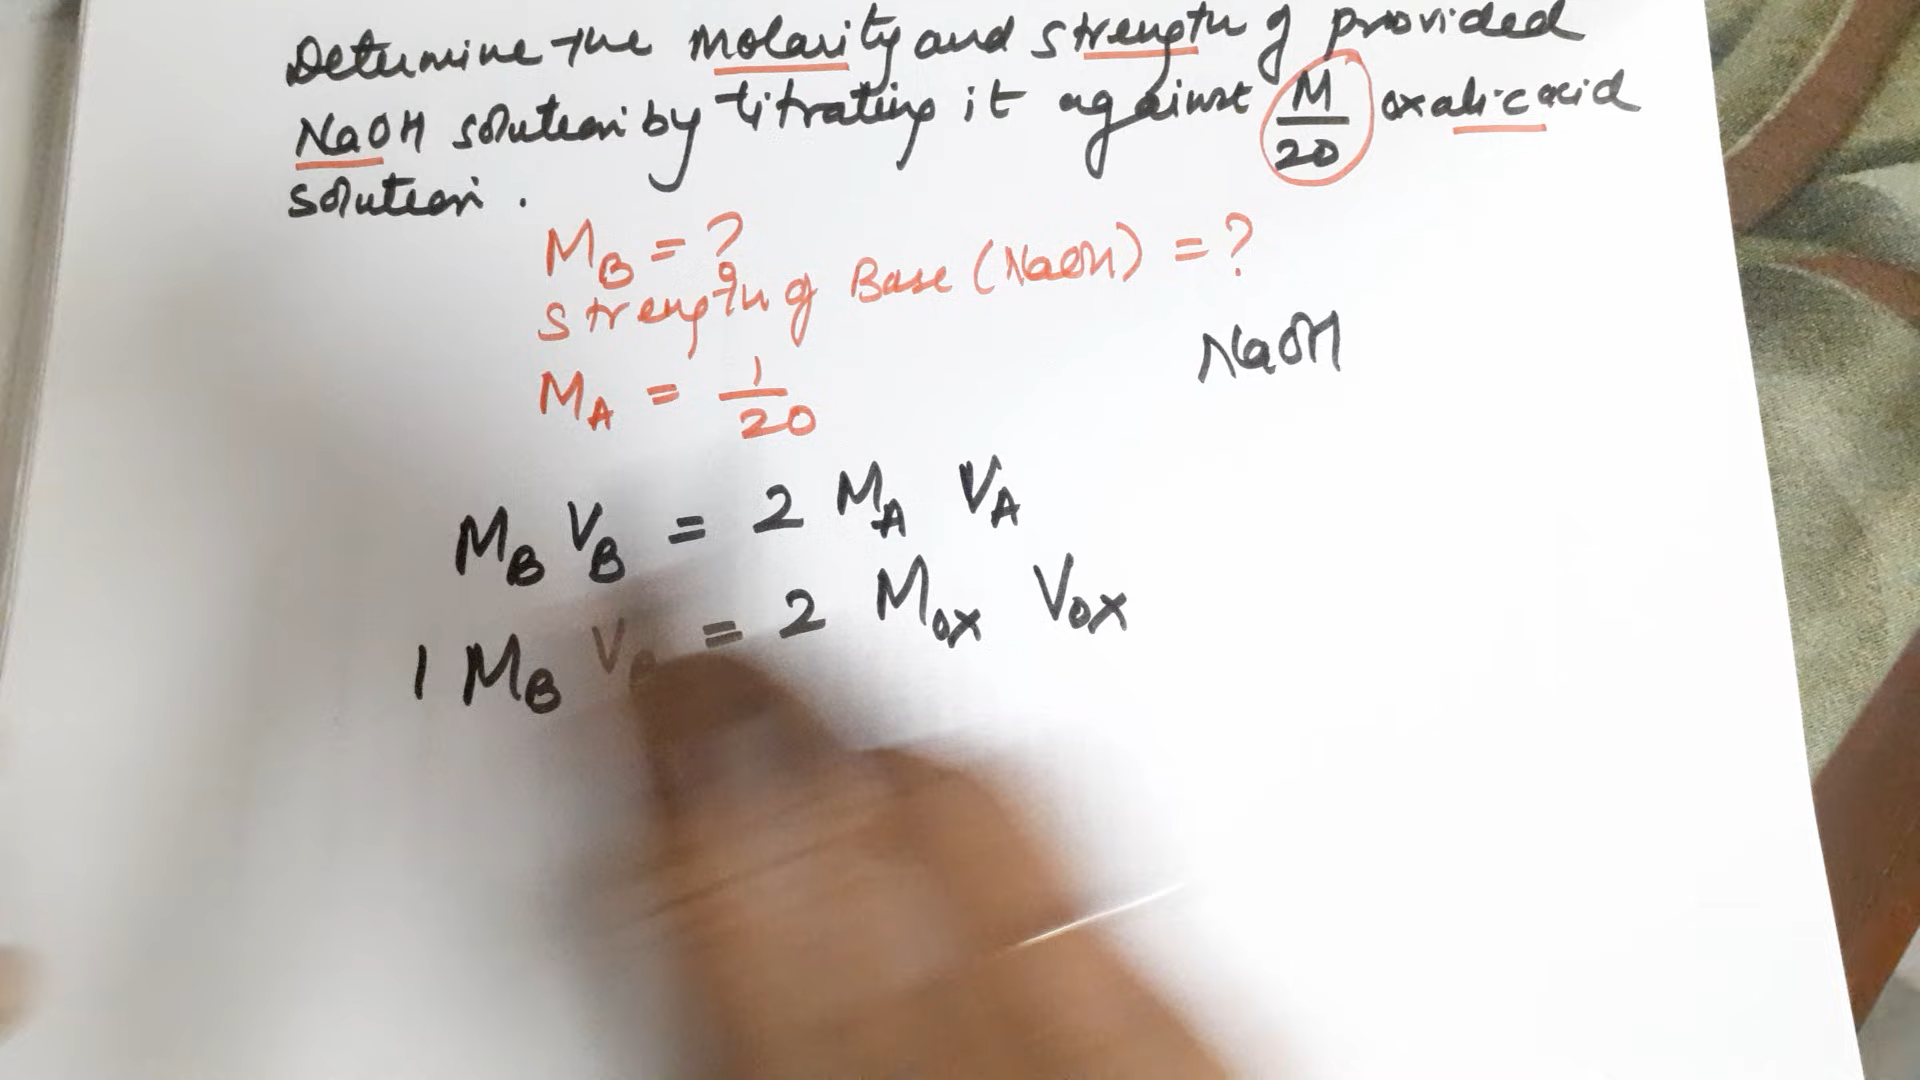 Determine the Molarity and strength of provided
NaOH solution by titrating it against M/20 oxalic acid
solution.
MB = ?
strength of Base (NaOH) = ?
NaOH
MA = 1/20
MB VB = 2 MA VA
1 MB V = 2 Mox Vox